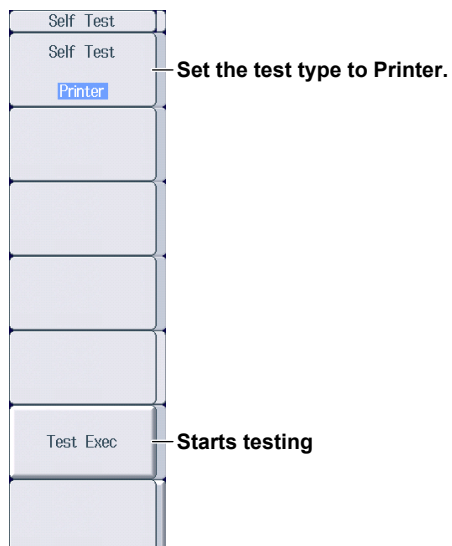 Self Test
Self Test
Printer
Set the test type to Printer.
Test Exec
Starts testing